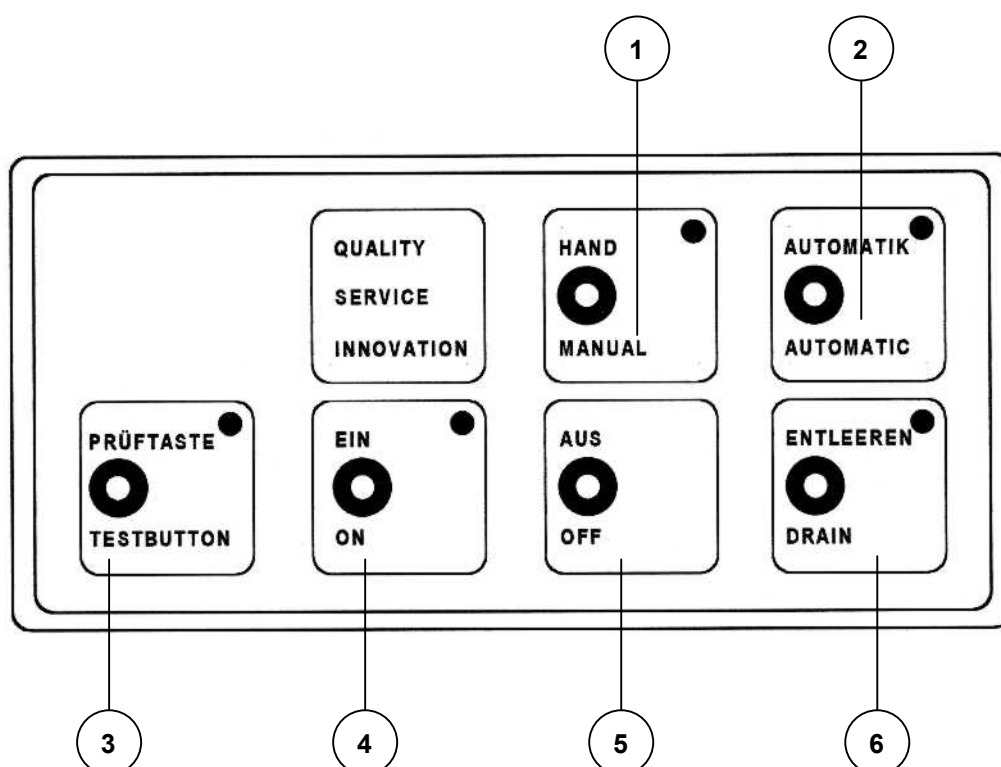 1
2
QUALITY
SERVICE
INNOVATION
HAND
MANUAL
AUTOMATIK
AUTOMATIC
PRÜFTASTE
TESTBUTTON
EIN
ON
AUS
OFF
ENTLEEREN
DRAIN
3
4
5
6